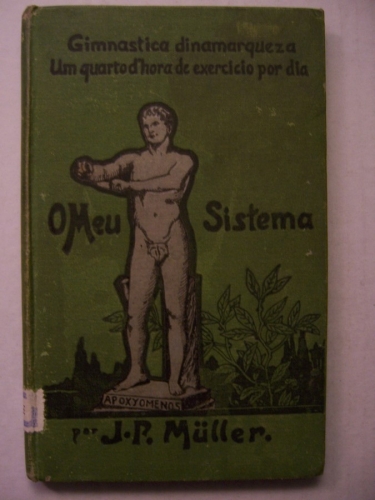 Gimnastica dinamarqueza
Um quarto d'hora de exercicio por dia
O Meu Sistema
APOXYOMENOS
por J. P. Müller.